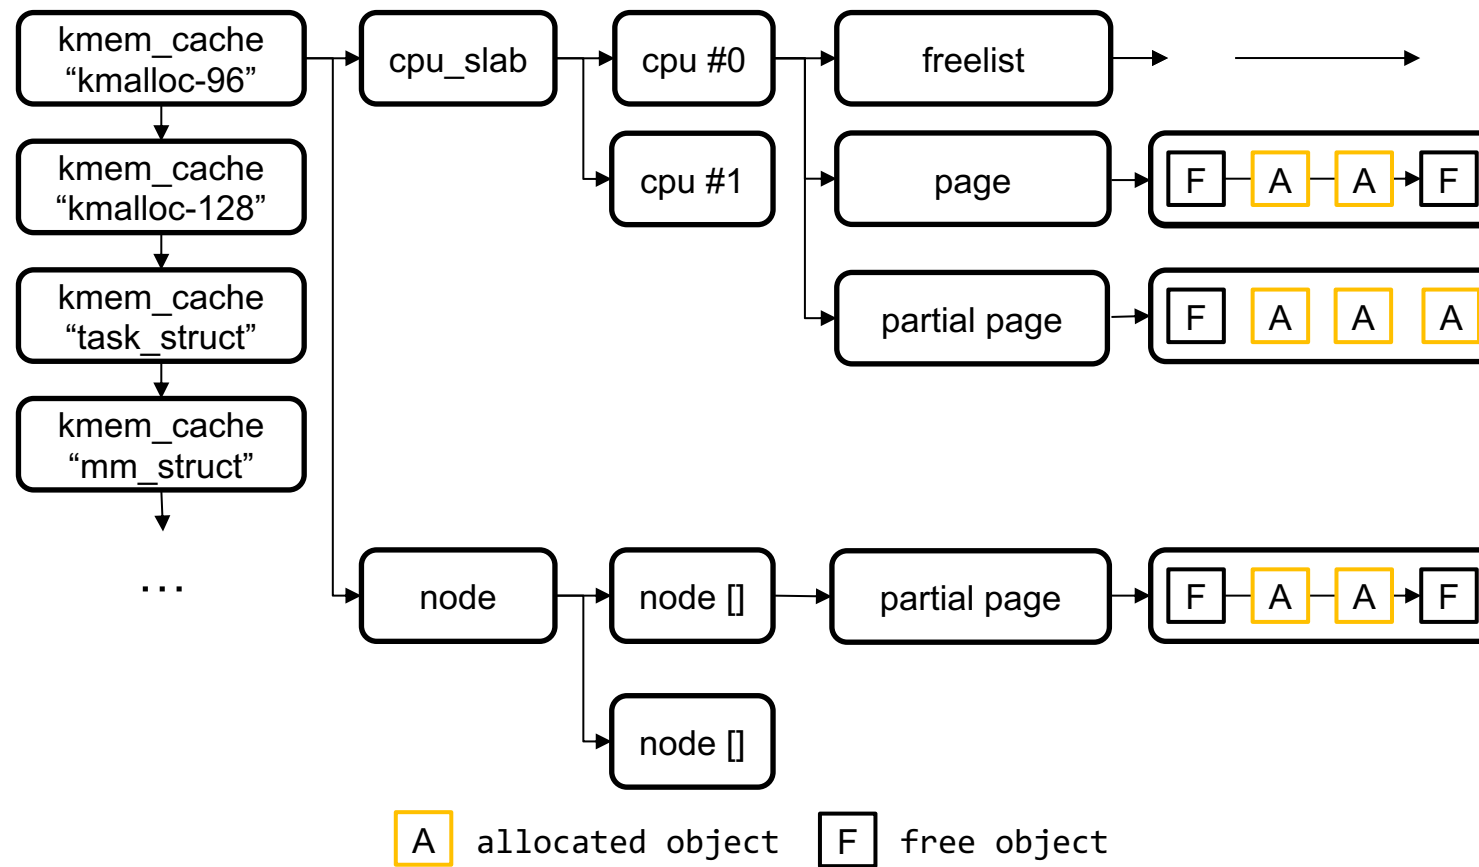 kmem_cache
“kmalloc-96”
cpu_slab
cpu #0
freelist
kmem_cache
“kmalloc-128”
cpu #1
page
F A A F
kmem_cache
“task_struct”
partial page
F A A A
kmem_cache
“mm_struct”
...
node
node []
partial page
F A A F
node []
A allocated object
F free object